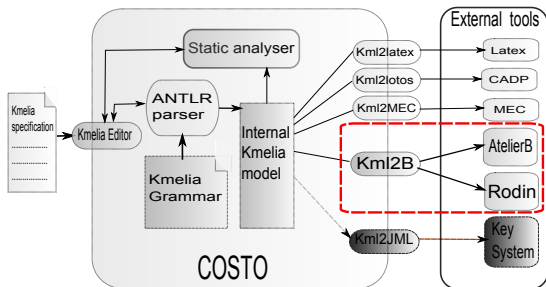 External tools
Static analyser
Kml2latex
Latex
Kml2lotos
CADP
Kml2MEC
MEC
Kmelia
specification
Kmelia Editor
ANTLR
parser
Internal
Kmelia
model
Kmelia
Grammar
Kml2B
AtelierB
Rodin
Kml2JML
Key
System
COSTO